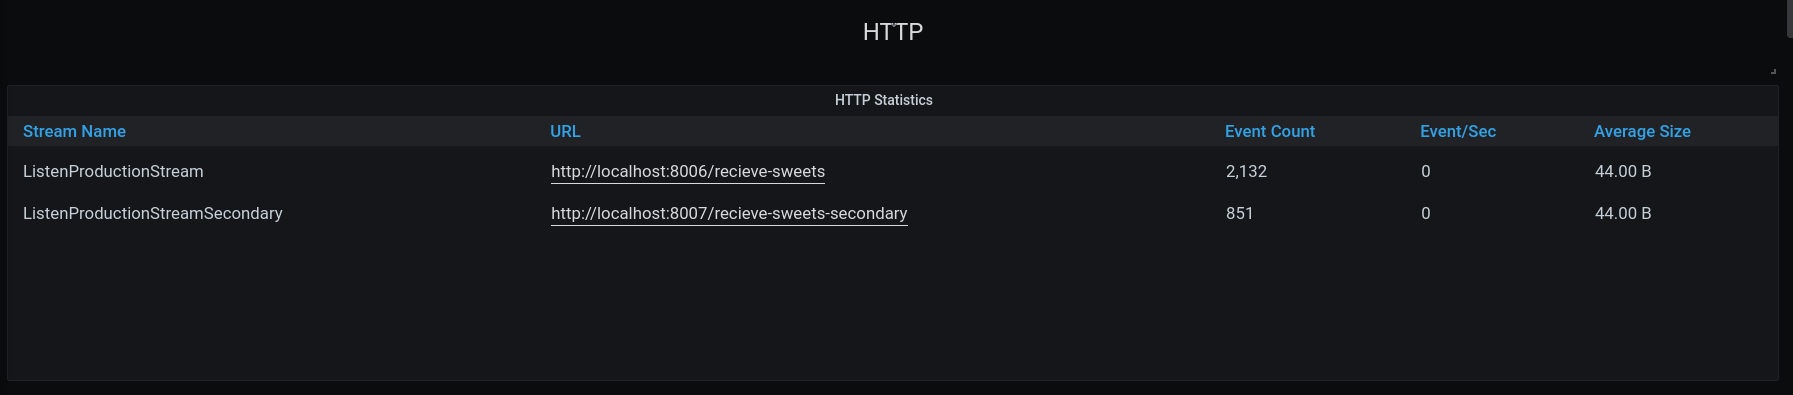 HTTP
HTTP Statistics
Stream Name URL Event Count Event/Sec Average Size
ListenProductionStream http://localhost:8006/recieve-sweets 2,132 0 44.00 B
ListenProductionStreamSecondary http://localhost:8007/recieve-sweets-secondary 851 0 44.00 B